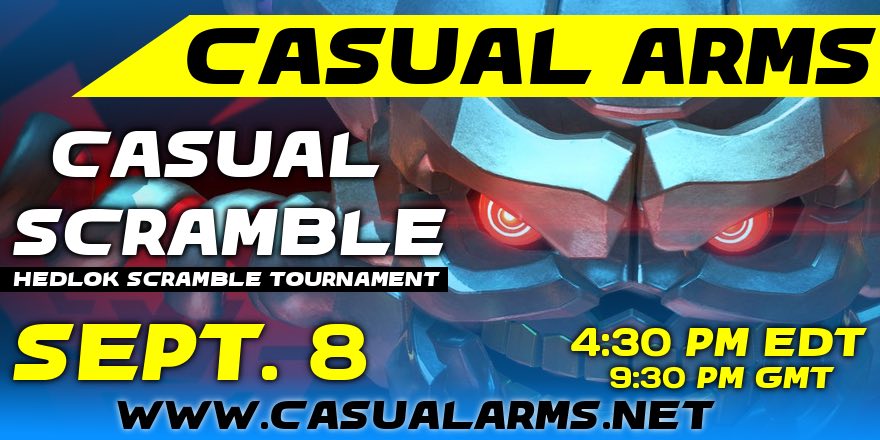 CASUAL ARMS
CASUAL
SCRAMBLE
HEDLOK SCRAMBLE TOURNAMENT
SEPT. 8
4:30 PM EDT
9:30 PM GMT
WWW.CASUALARMS.NET